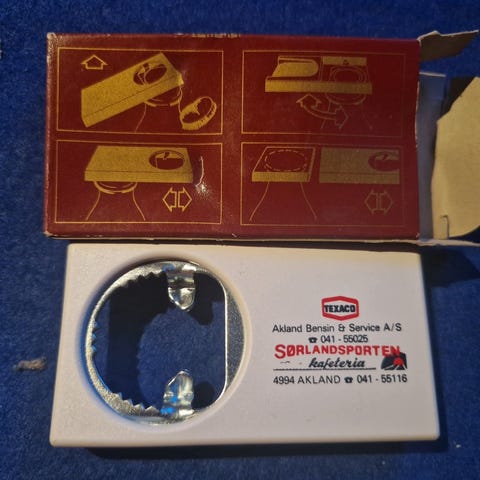 TEXACO
Akland Bensin & Service A/S
☎ 041 - 55025
SØRLANDSPORTEN
kafeteria
4994 AKLAND ☎ 041 - 55116